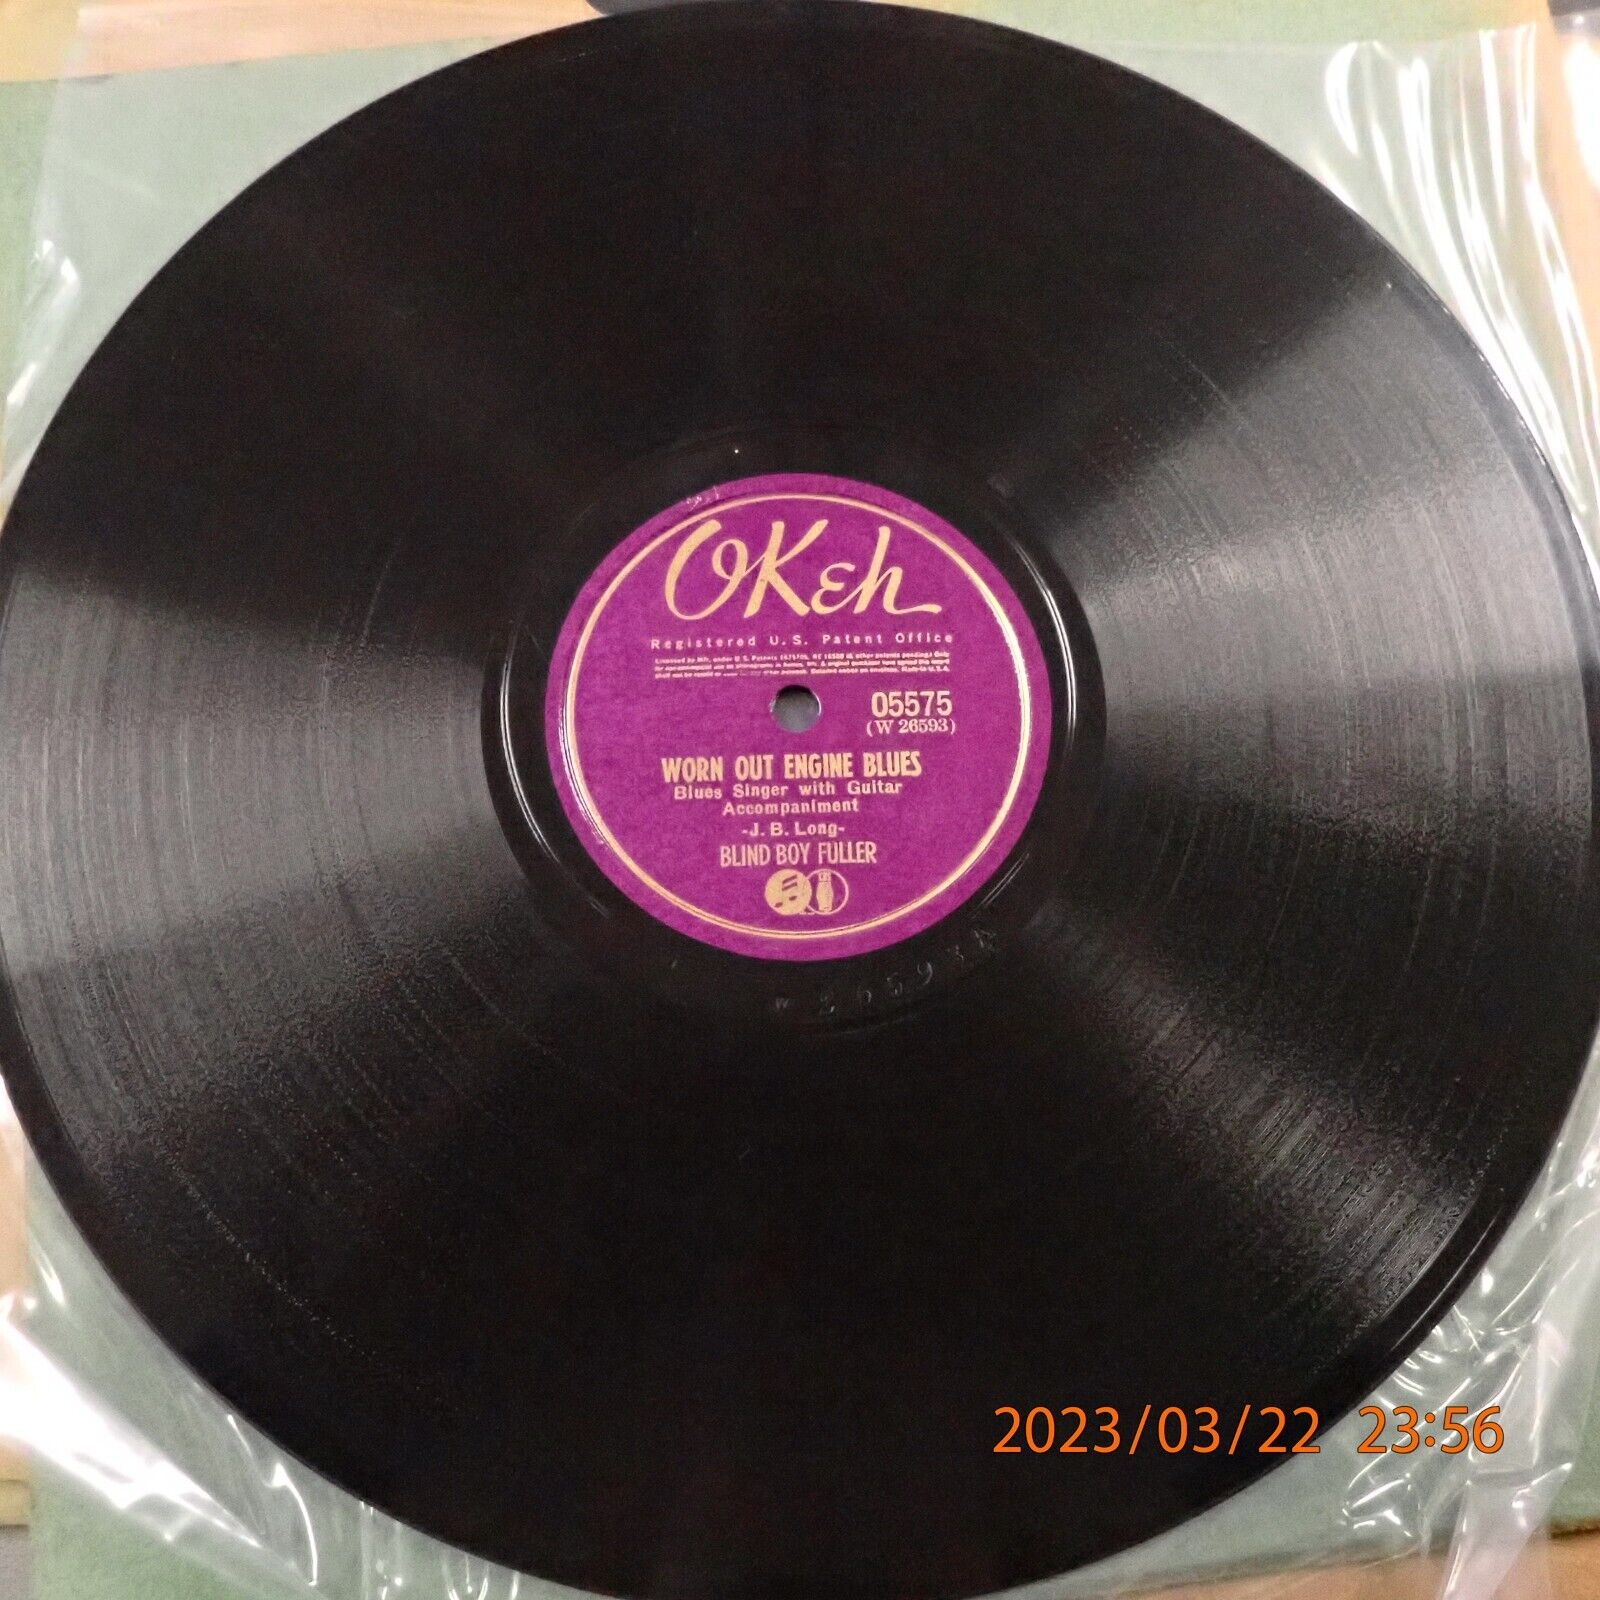 OKeh
Registered U. S. Patent Office
05575
(W 26593)
WORN OUT ENGINE BLUES
Blues Singer with Guitar
Accompaniment
-J. B. Long-
BLIND BOY FULLER
W 26593 A
2023/03/22 23:56